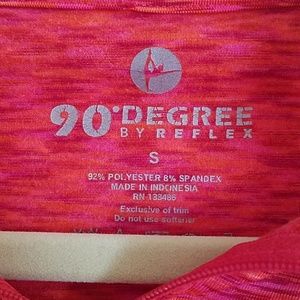 90° DEGREE
BY REFLEX
S
92% POLYESTER 8% SPANDEX
MADE IN INDONESIA
RN 133486
Exclusive of trim
Do not use softener